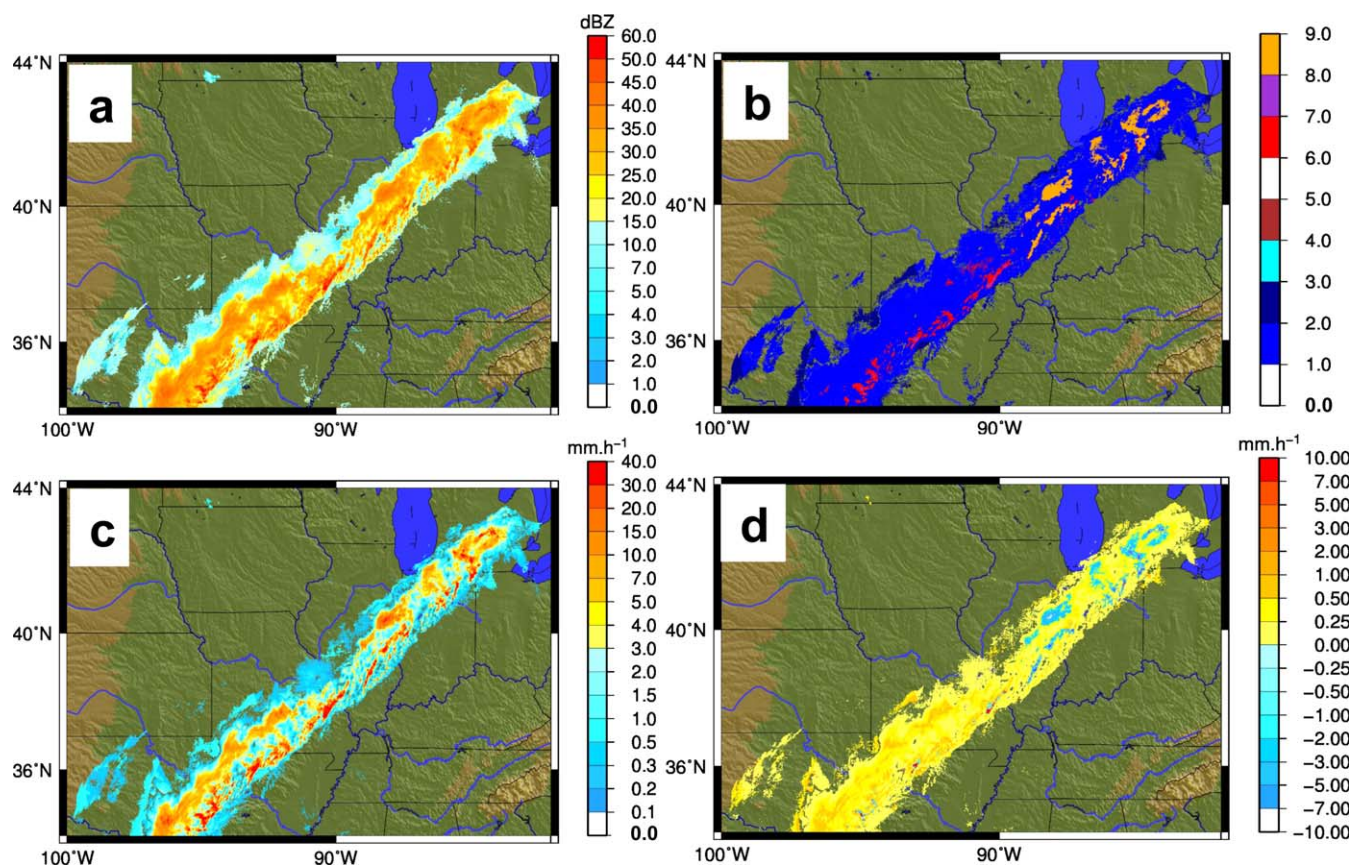 dBZ
a
44°N
40°N
36°N
100°W
90°W
60.0
50.0
45.0
40.0
35.0
30.0
25.0
20.0
15.0
10.0
7.0
5.0
4.0
3.0
2.0
1.0
0.0
b
44°N
40°N
36°N
100°W
90°W
9.0
8.0
7.0
6.0
5.0
4.0
3.0
2.0
1.0
0.0
mm.h⁻¹
c
44°N
40°N
36°N
100°W
90°W
40.0
30.0
20.0
15.0
10.0
7.0
5.0
4.0
3.0
2.0
1.5
1.0
0.5
0.3
0.2
0.1
0.0
mm.h⁻¹
d
44°N
40°N
36°N
100°W
90°W
10.00
7.00
5.00
3.00
2.00
1.00
0.50
0.25
0.00
−0.25
−0.50
−1.00
−2.00
−3.00
−5.00
−7.00
−10.00